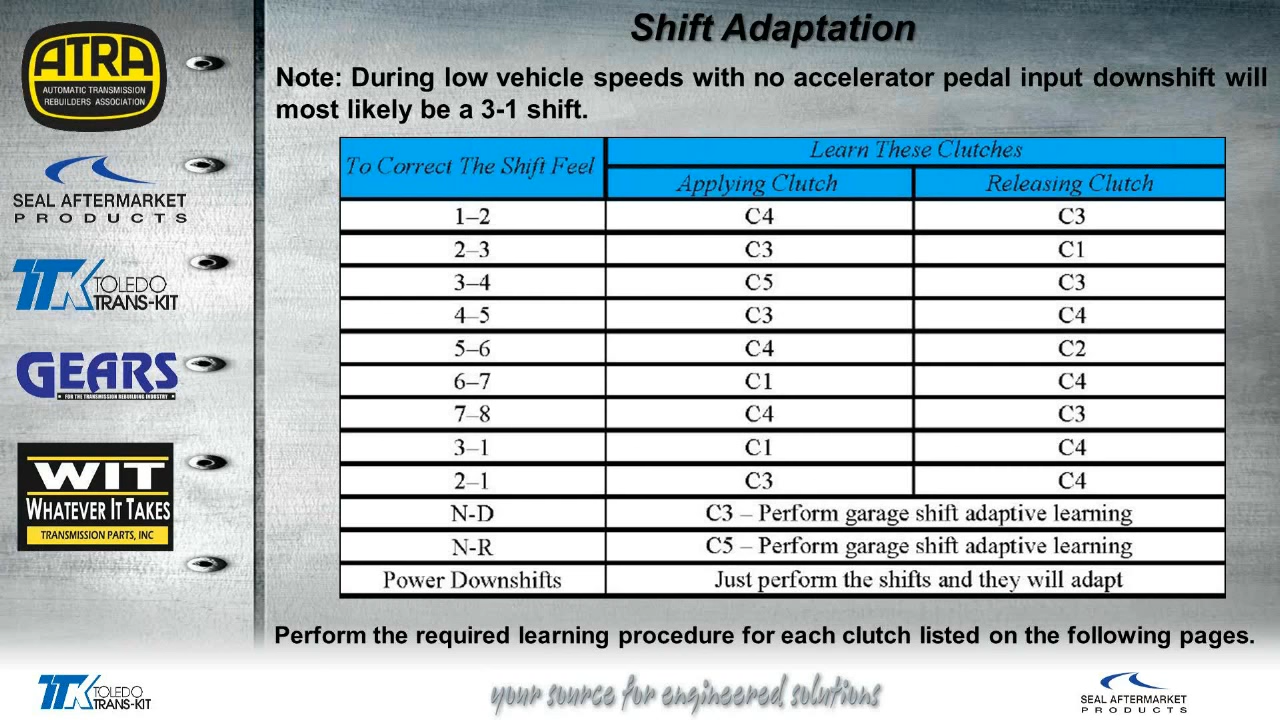 Shift Adaptation
ATRA
AUTOMATIC TRANSMISSION
REBUILDERS ASSOCIATION
SEAL AFTERMARKET
PRODUCTS
TTK TOLEDO
TRANS-KIT
GEARS
FOR THE TRANSMISSION REBUILDING INDUSTRY
WIT
WHATEVER IT TAKES
TRANSMISSION PARTS, INC
Note: During low vehicle speeds with no accelerator pedal input downshift will
most likely be a 3-1 shift.
To Correct The Shift Feel
Learn These Clutches
Applying Clutch Releasing Clutch
1–2 C4 C3
2–3 C3 C1
3–4 C5 C3
4–5 C3 C4
5–6 C4 C2
6–7 C1 C4
7–8 C4 C3
3–1 C1 C4
2–1 C3 C4
N-D C3 – Perform garage shift adaptive learning
N-R C5 – Perform garage shift adaptive learning
Power Downshifts Just perform the shifts and they will adapt
Perform the required learning procedure for each clutch listed on the following pages.
TTK TOLEDO
TRANS-KIT
your source for engineered solutions
SEAL AFTERMARKET
PRODUCTS